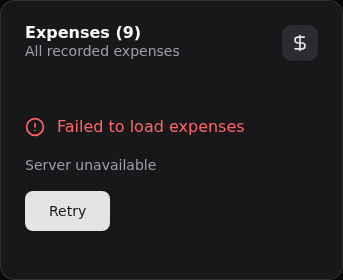 Expenses (9)
All recorded expenses
$
Failed to load expenses
Server unavailable
Retry